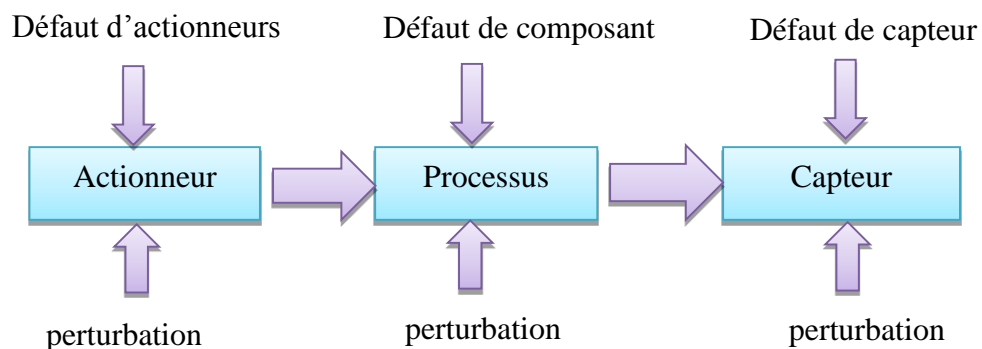 Défaut d’actionneurs
Défaut de composant
Défaut de capteur
Actionneur
Processus
Capteur
perturbation
perturbation
perturbation